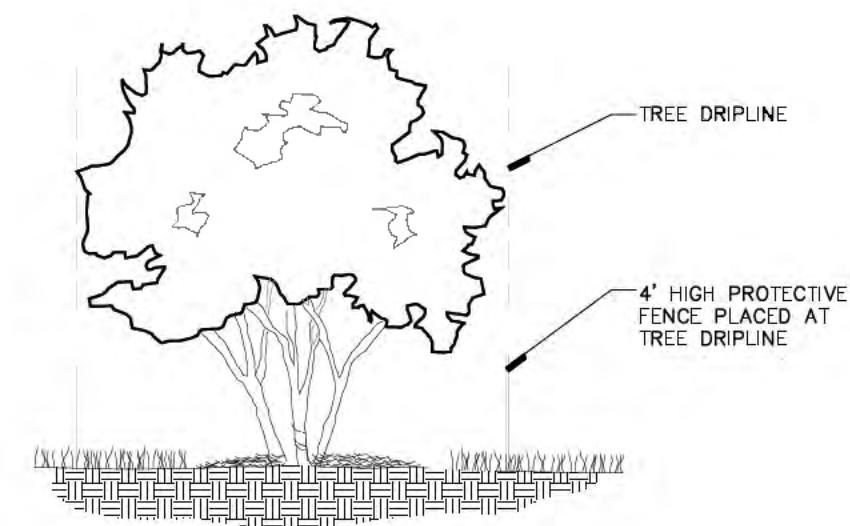 TREE DRIPLINE
4' HIGH PROTECTIVE
FENCE PLACED AT
TREE DRIPLINE